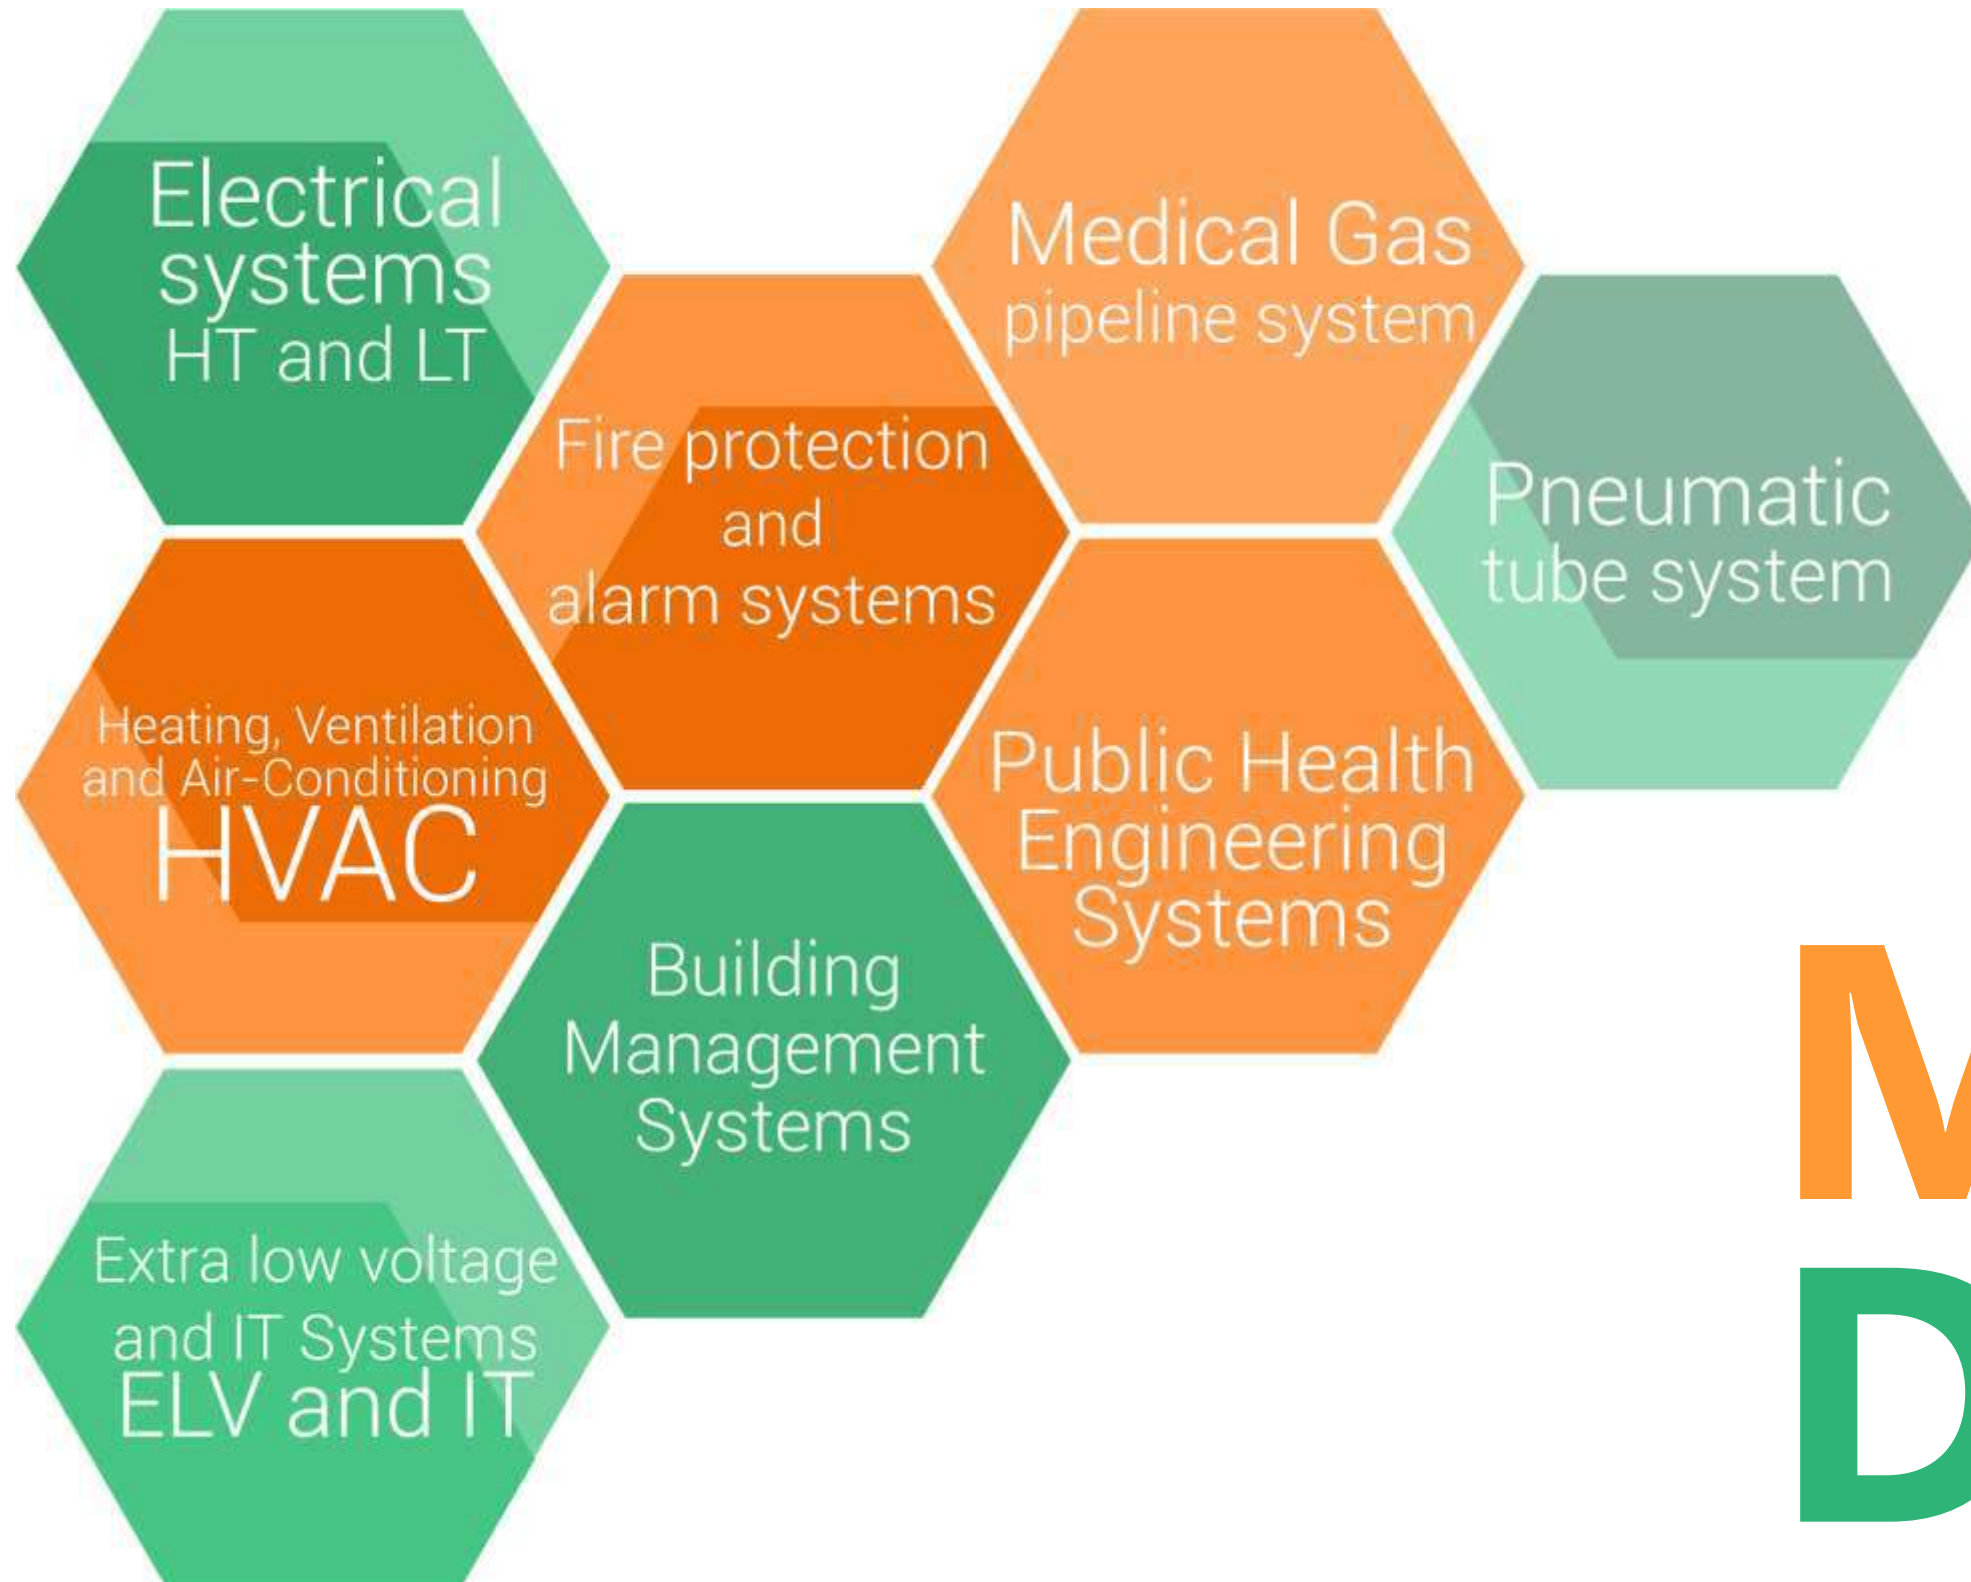 Electrical
systems
HT and LT
Medical Gas
pipeline system
Fire protection
and
alarm systems
Pneumatic
tube system
Heating, Ventilation
and Air-Conditioning
HVAC
Public Health
Engineering
Systems
Building
Management
Systems
Extra low voltage
and IT Systems
ELV and IT
M
D